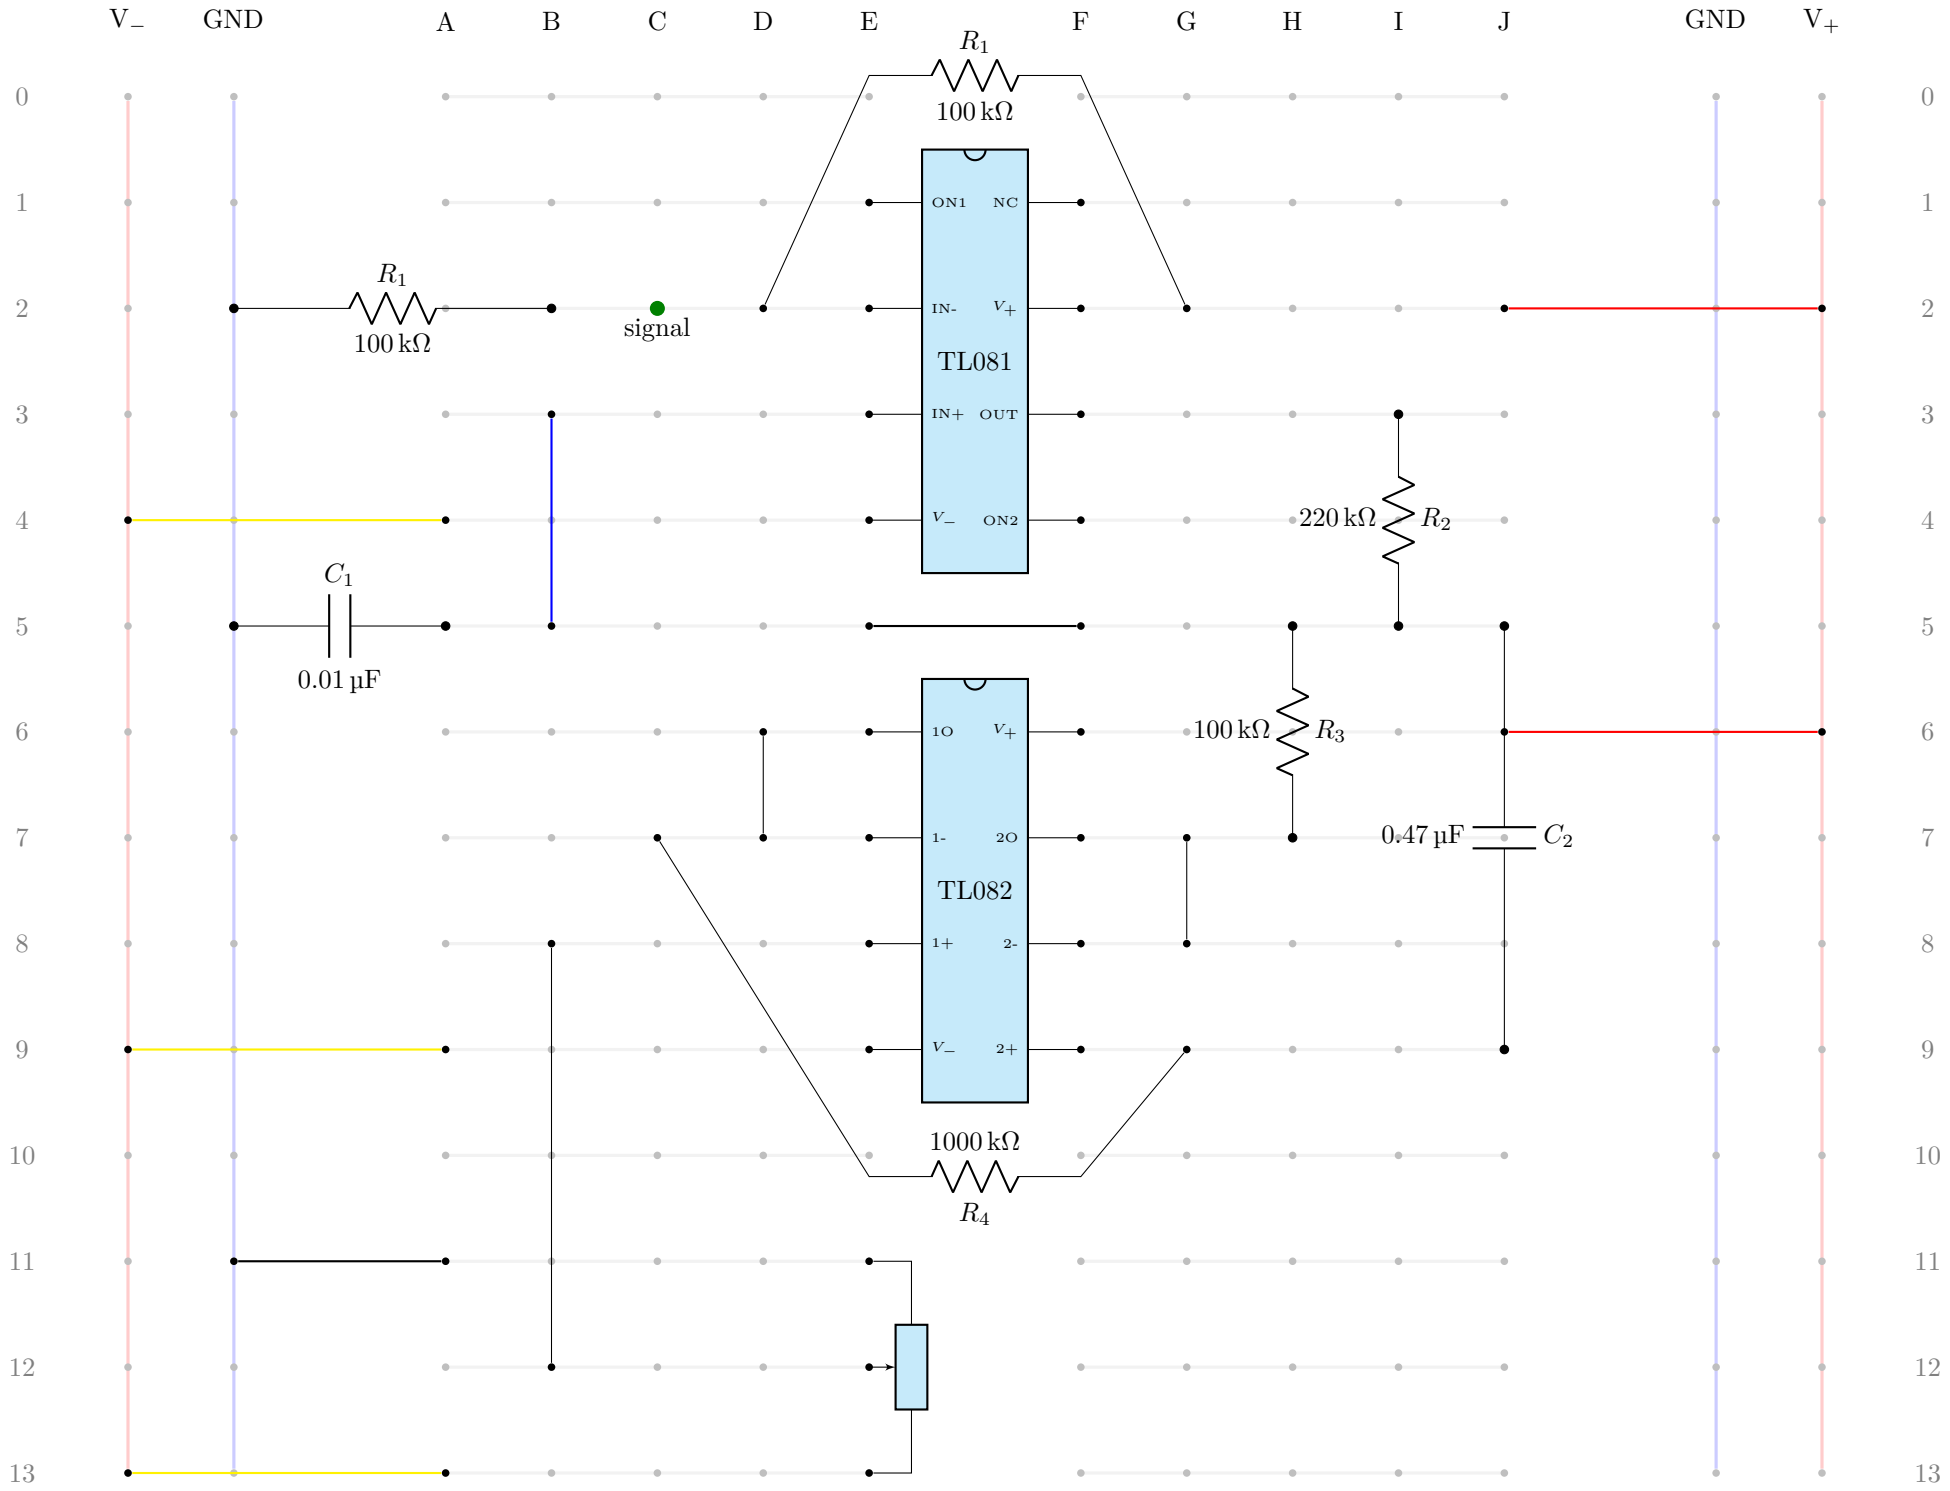 V₋ GND A B C D E F G H I J GND V₊
R₁
0 100 kΩ 0
1 ON1 NC 1
R₁
2 IN- V₊ 2
signal
100 kΩ
TL081
3 IN+ OUT 3
4 V₋ ON2 220 kΩ R₂ 4
C₁
5 5
0.01 µF
6 1O V₊ 100 kΩ R₃ 6
7 1- 2O 0.47 µF C₂ 7
TL082
8 1+ 2- 8
9 V₋ 2+ 9
1000 kΩ
10 10
R₄
11 11
12 12
13 13